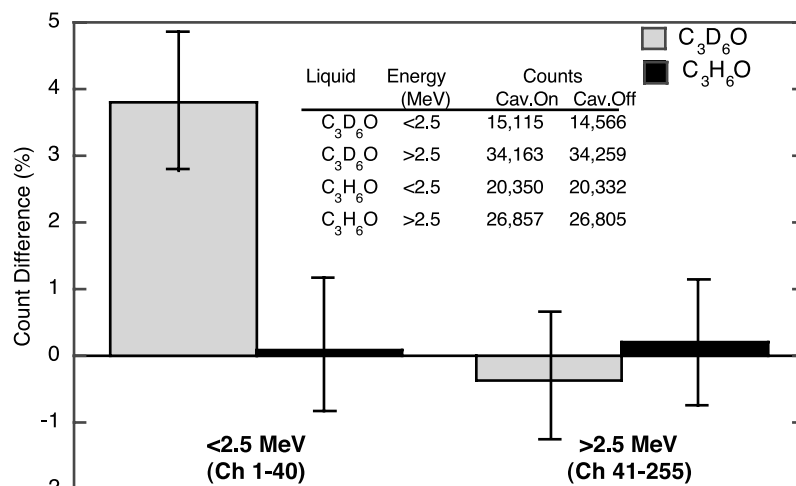 5
4
3
2
1
0
-1
2
Count Difference (%)
C3D6O
C3H6O
Liquid Energy Counts
(MeV) Cav.On Cav.Off
C3D6O <2.5 15,115 14,566
C3D6O >2.5 34,163 34,259
C3H6O <2.5 20,350 20,332
C3H6O >2.5 26,857 26,805
<2.5 MeV >2.5 MeV
(Ch 1-40) (Ch 41-255)